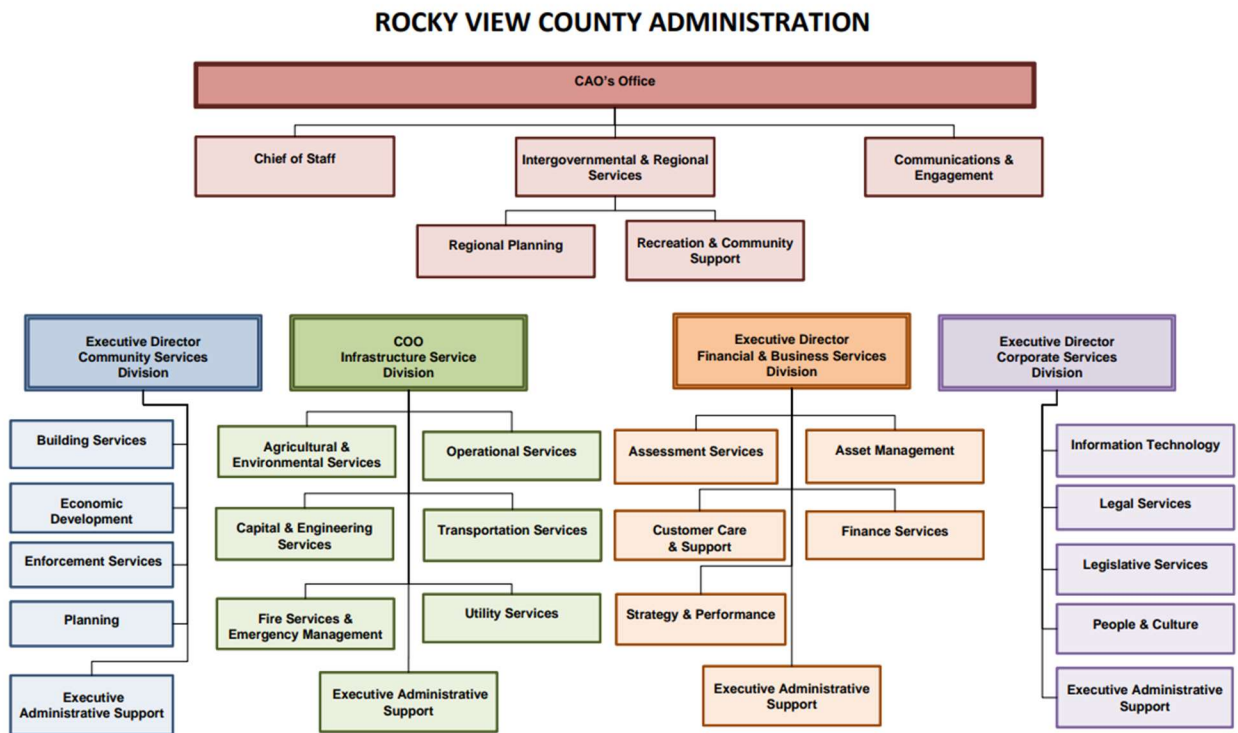 ROCKY VIEW COUNTY ADMINISTRATION
CAO's Office
Chief of Staff
Intergovernmental & Regional
Services
Communications &
Engagement
Regional Planning
Recreation & Community
Support
Executive Director
Community Services
Division
Building Services
Economic
Development
Enforcement Services
Planning
Executive
Administrative Support
COO
Infrastructure Service
Division
Agricultural &
Environmental Services
Operational Services
Capital & Engineering
Services
Transportation Services
Fire Services &
Emergency Management
Utility Services
Executive Administrative
Support
Executive Director
Financial & Business Services
Division
Assessment Services
Asset Management
Customer Care
& Support
Finance Services
Strategy & Performance
Executive Administrative
Support
Executive Director
Corporate Services
Division
Information Technology
Legal Services
Legislative Services
People & Culture
Executive Administrative
Support